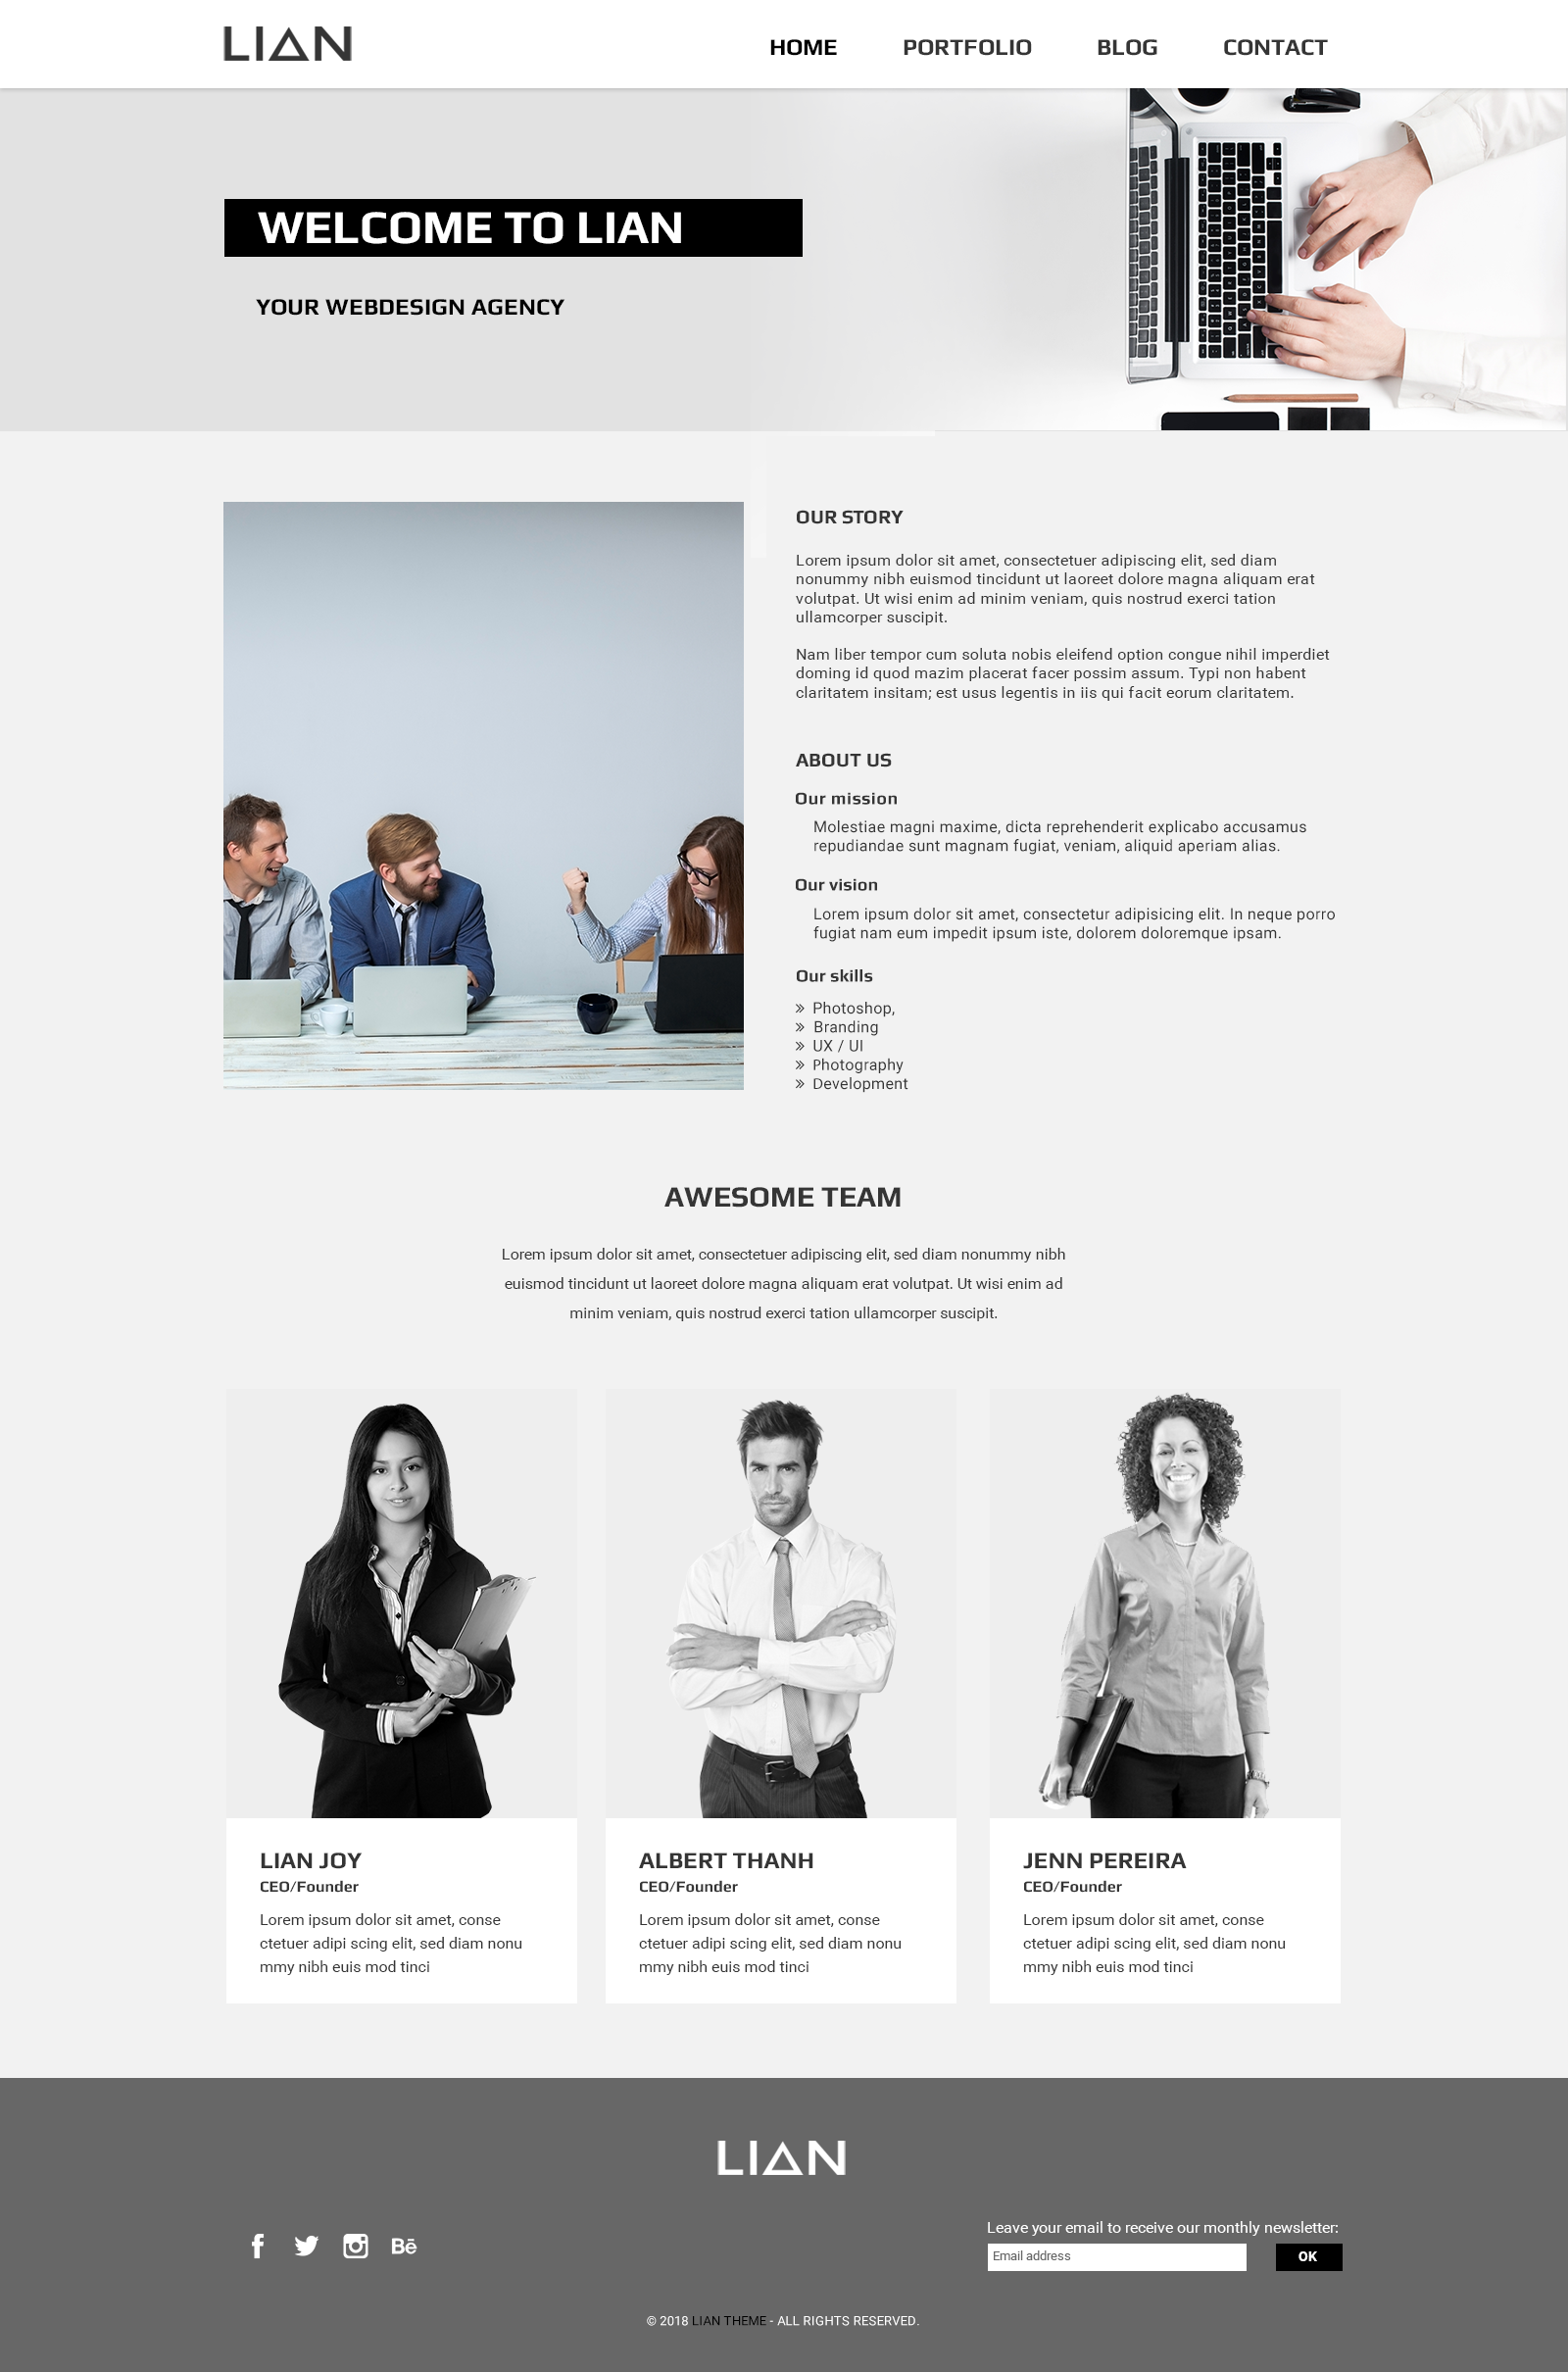 LIAN
HOME PORTFOLIO BLOG CONTACT
WELCOME TO LIAN
YOUR WEBDESIGN AGENCY
OUR STORY
Lorem ipsum dolor sit amet, consectetuer adipiscing elit, sed diam
nonummy nibh euismod tincidunt ut laoreet dolore magna aliquam erat
volutpat. Ut wisi enim ad minim veniam, quis nostrud exerci tation
ullamcorper suscipit.
Nam liber tempor cum soluta nobis eleifend option congue nihil imperdiet
doming id quod mazim placerat facer possim assum. Typi non habent
claritatem insitam; est usus legentis in iis qui facit eorum claritatem.
ABOUT US
Our mission
Molestiae magni maxime, dicta reprehenderit explicabo accusamus
repudiandae sunt magnam fugiat, veniam, aliquid aperiam alias.
Our vision
Lorem ipsum dolor sit amet, consectetur adipisicing elit. In neque porro
fugiat nam eum impedit ipsum iste, dolorem doloremque ipsam.
Our skills
» Photoshop,
» Branding
» UX / UI
» Photography
» Development
AWESOME TEAM
Lorem ipsum dolor sit amet, consectetuer adipiscing elit, sed diam nonummy nibh
euismod tincidunt ut laoreet dolore magna aliquam erat volutpat. Ut wisi enim ad
minim veniam, quis nostrud exerci tation ullamcorper suscipit.
LIAN JOY
CEO/Founder
Lorem ipsum dolor sit amet, conse
ctetuer adipi scing elit, sed diam nonu
mmy nibh euis mod tinci
ALBERT THANH
CEO/Founder
Lorem ipsum dolor sit amet, conse
ctetuer adipi scing elit, sed diam nonu
mmy nibh euis mod tinci
JENN PEREIRA
CEO/Founder
Lorem ipsum dolor sit amet, conse
ctetuer adipi scing elit, sed diam nonu
mmy nibh euis mod tinci
LIAN
Bē
Leave your email to receive our monthly newsletter:
Email address
OK
© 2018 LIAN THEME - ALL RIGHTS RESERVED.